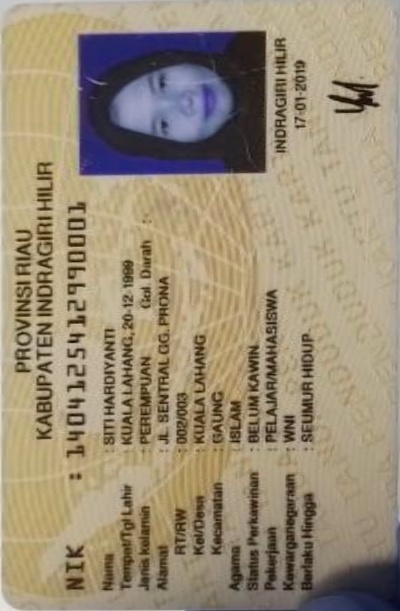 PROVINSI RIAU
KABUPATEN INDRAGIRI HILIR
NIK : 1404125412990001
Nama : SITI HARDIYANTI
Tempat/Tgl Lahir : KUALA LAHANG, 20-12-1999
Jenis kelamin : PEREMPUAN Gol. Darah :
Alamat : JL. SENTRAL GG. PRONA
RT/RW : 002/003
Kel/Desa : KUALA LAHANG
Kecamatan : GAUNG
Agama : ISLAM
Status Perkawinan : BELUM KAWIN
Pekerjaan : PELAJAR/MAHASISWA
Kewarganegaraan : WNI
Berlaku Hingga : SEUMUR HIDUP
INDRAGIRI HILIR
17-01-2019